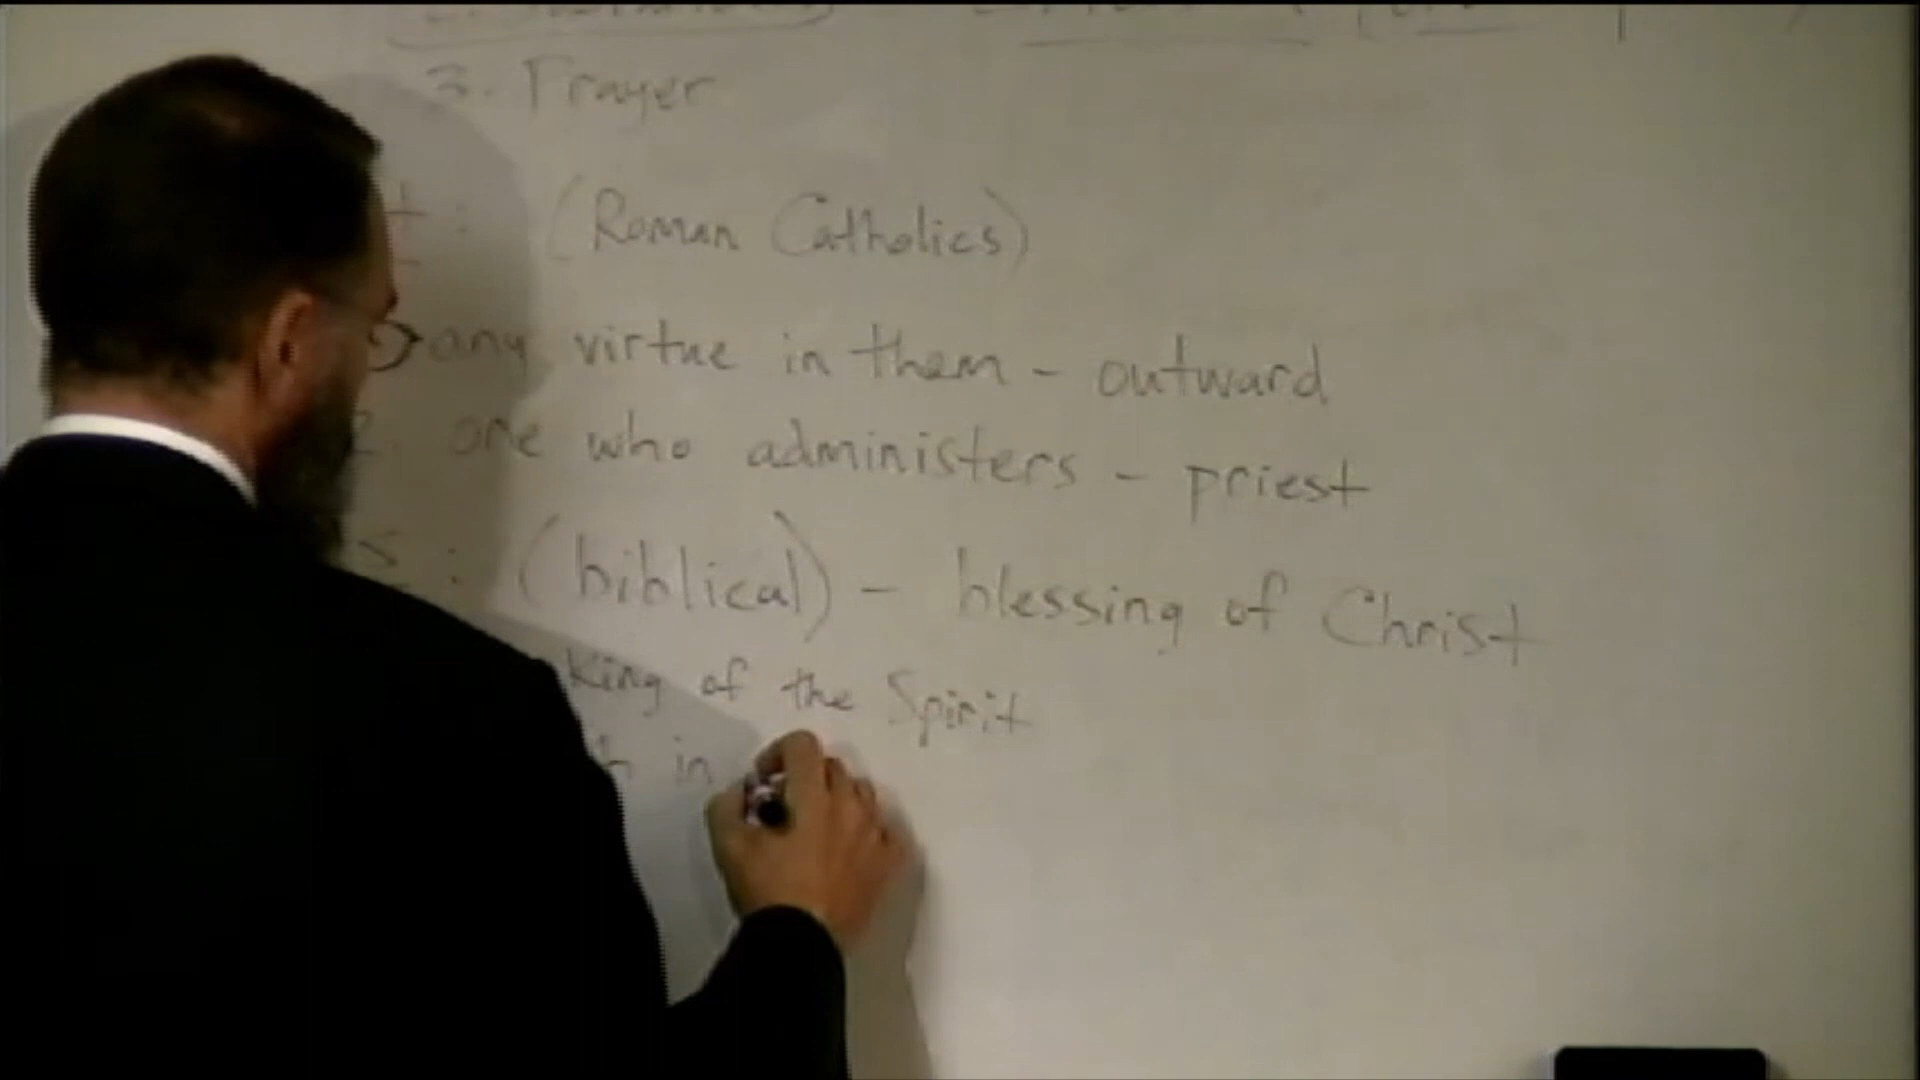 3. Prayer
: (Roman Catholics)
any virtue in them - outward
2. one who administers - priest
s : (biblical) - blessing of Christ
king of the Spirit
in